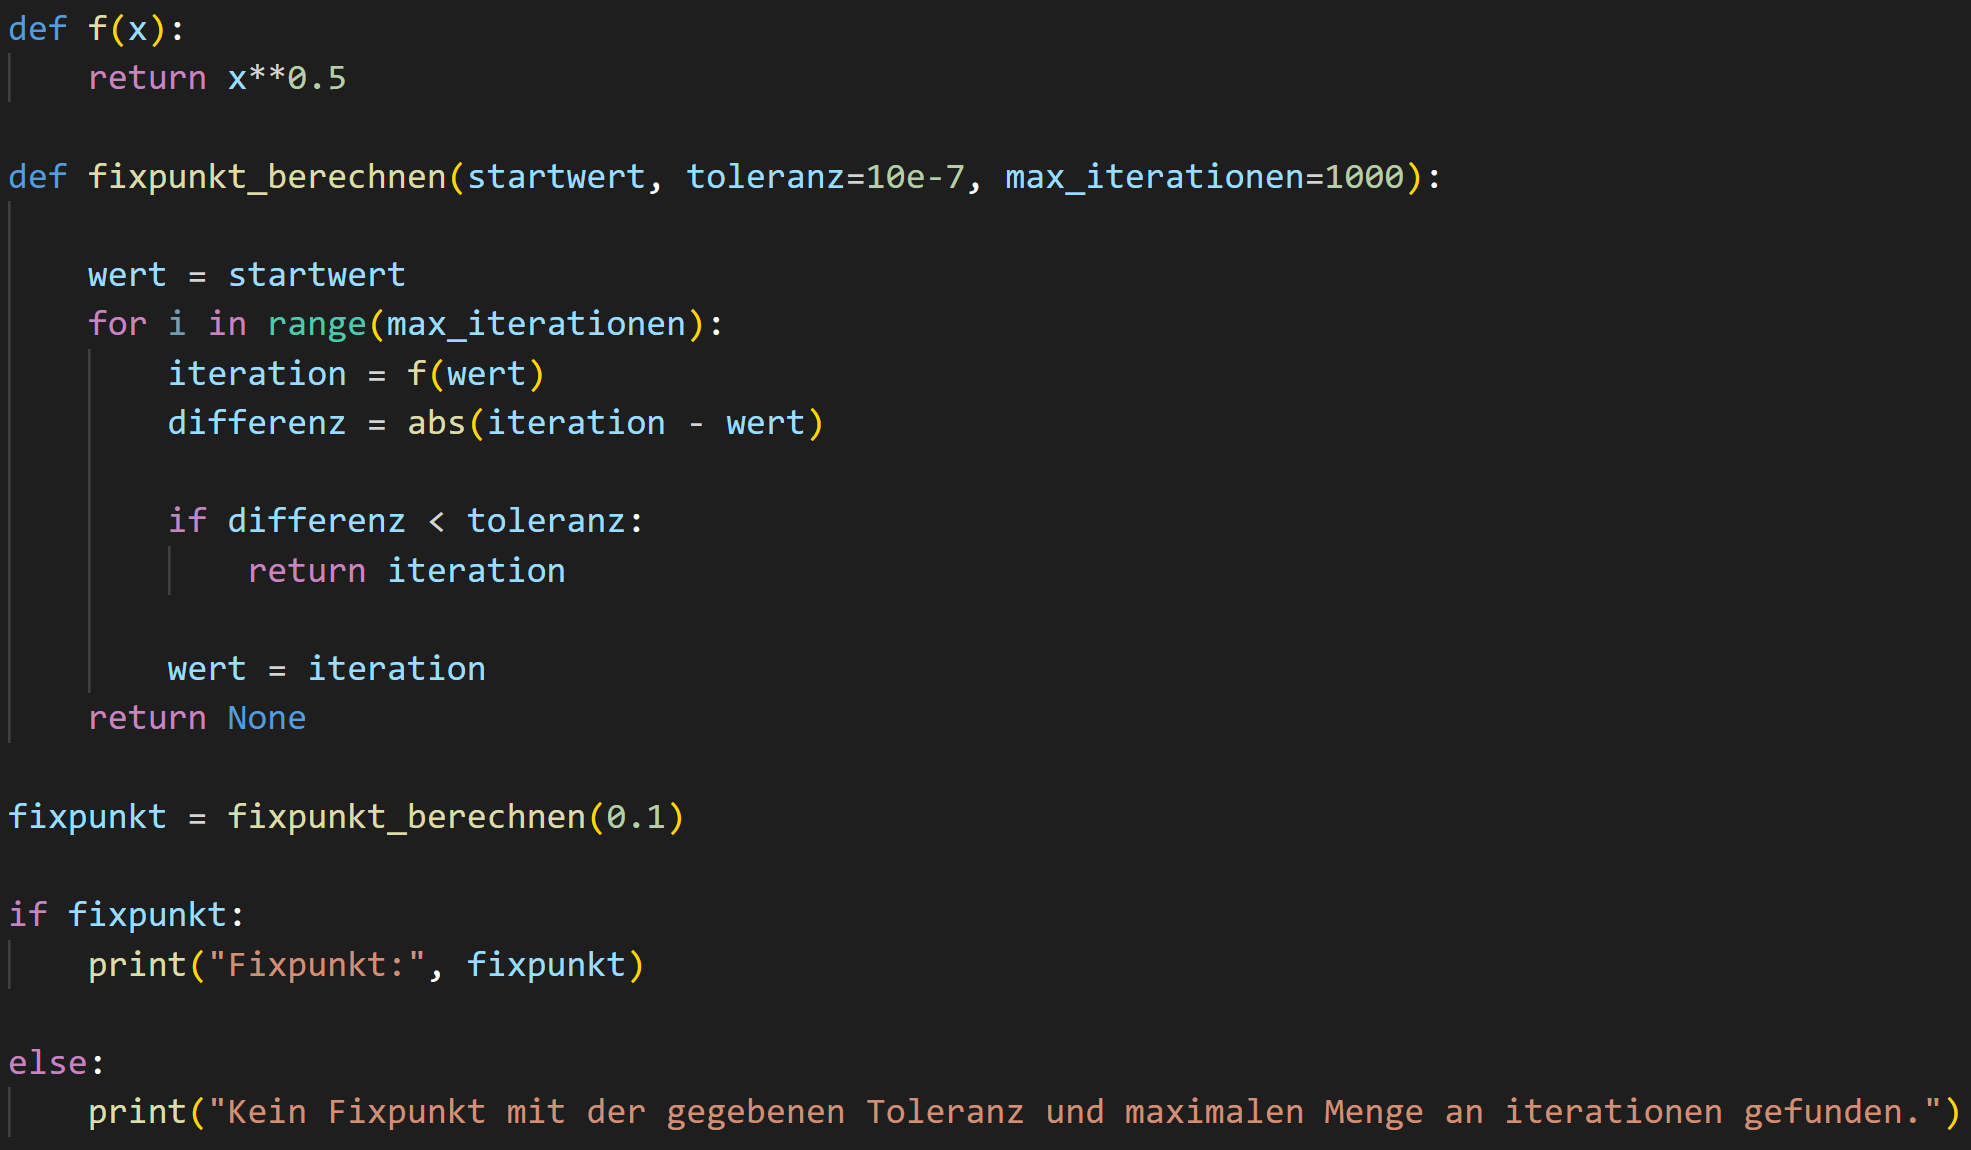 def f(x):
    return x**0.5
def fixpunkt_berechnen(startwert, toleranz=10e-7, max_iterationen=1000):
    wert = startwert
    for i in range(max_iterationen):
        iteration = f(wert)
        differenz = abs(iteration - wert)
        if differenz < toleranz:
            return iteration
        wert = iteration
    return None
fixpunkt = fixpunkt_berechnen(0.1)
if fixpunkt:
    print("Fixpunkt:", fixpunkt)
else:
    print("Kein Fixpunkt mit der gegebenen Toleranz und maximalen Menge an iterationen gefunden.")